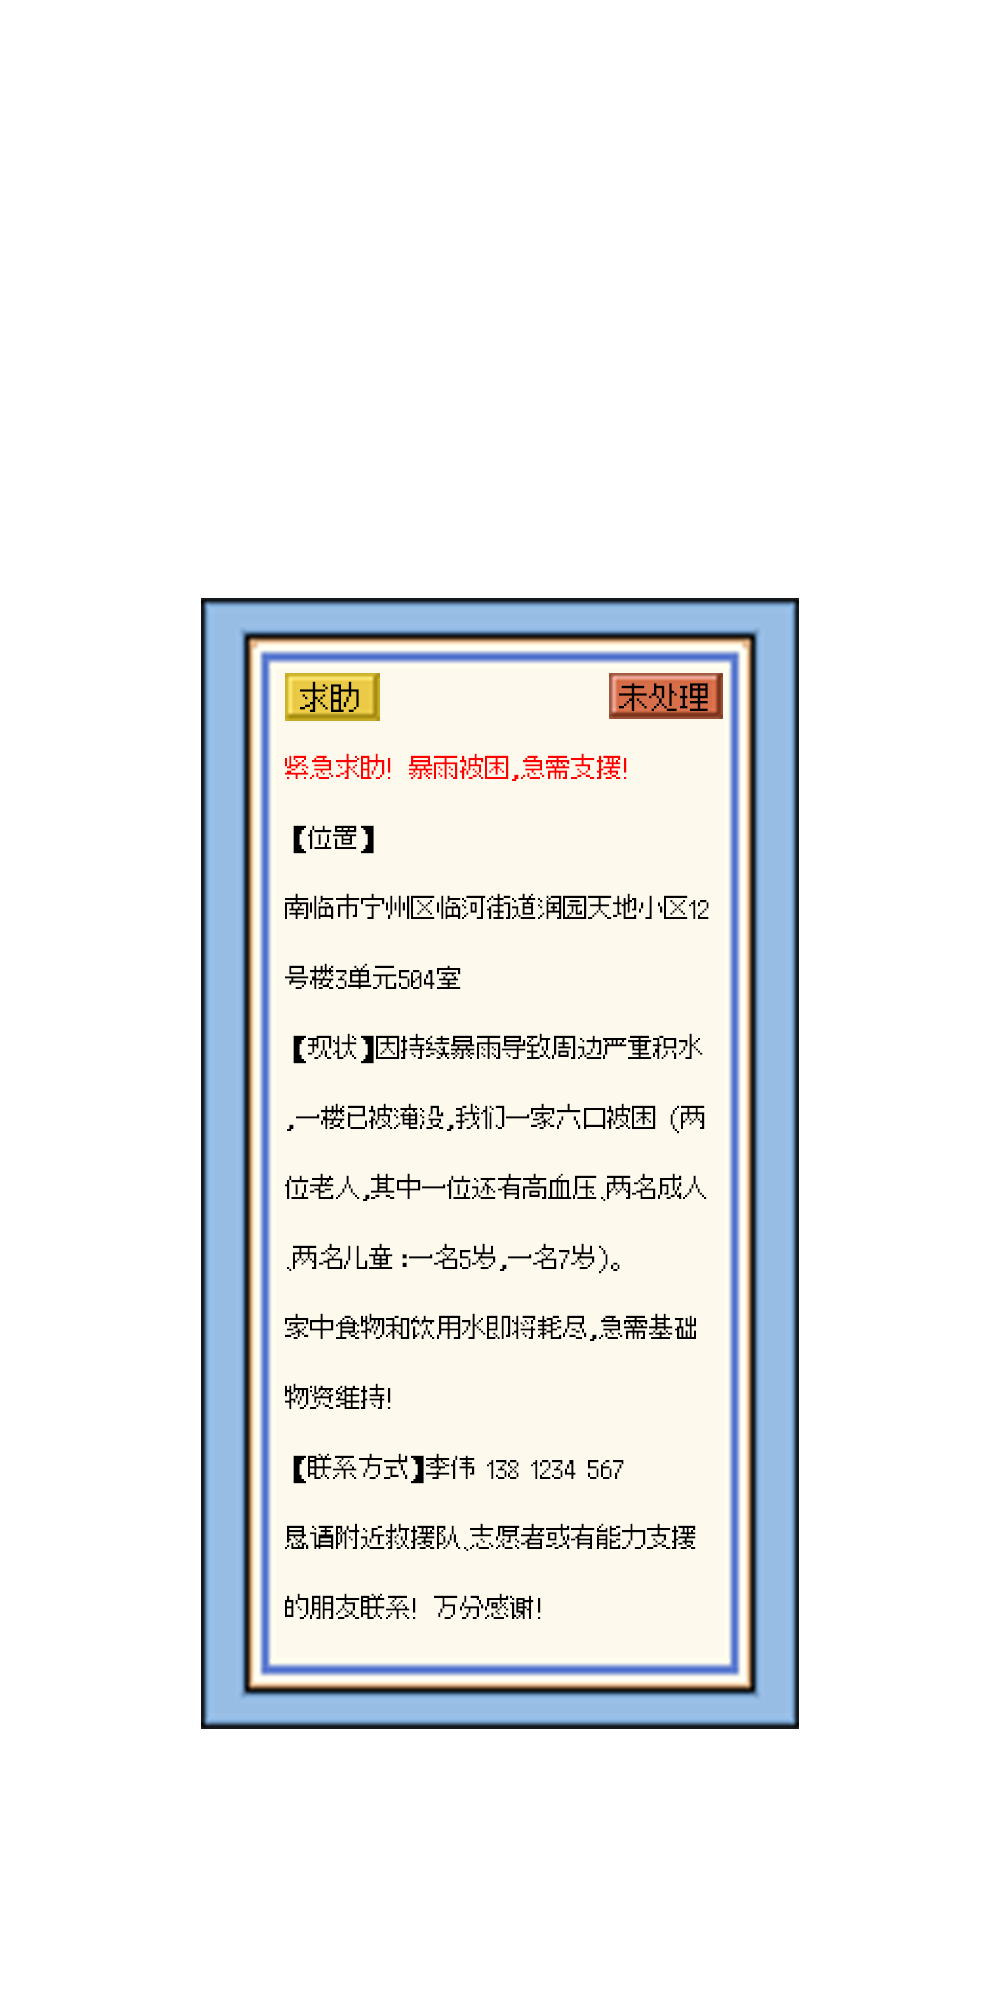 求助
未处理
紧急求助! 暴雨被困,急需支援!
【位置】
南临市宁州区临河街道润园天地小区12
号楼3单元504室
【现状】因持续暴雨导致周边严重积水
,一楼已被淹没,我们一家六口被困 (两
位老人,其中一位还有高血压、两名成人
、两名儿童:一名5岁,一名7岁)。
家中食物和饮用水即将耗尽,急需基础
物资维持!
【联系方式】李伟 138 1234 567
恳请附近救援队、志愿者或有能力支援
的朋友联系! 万分感谢!